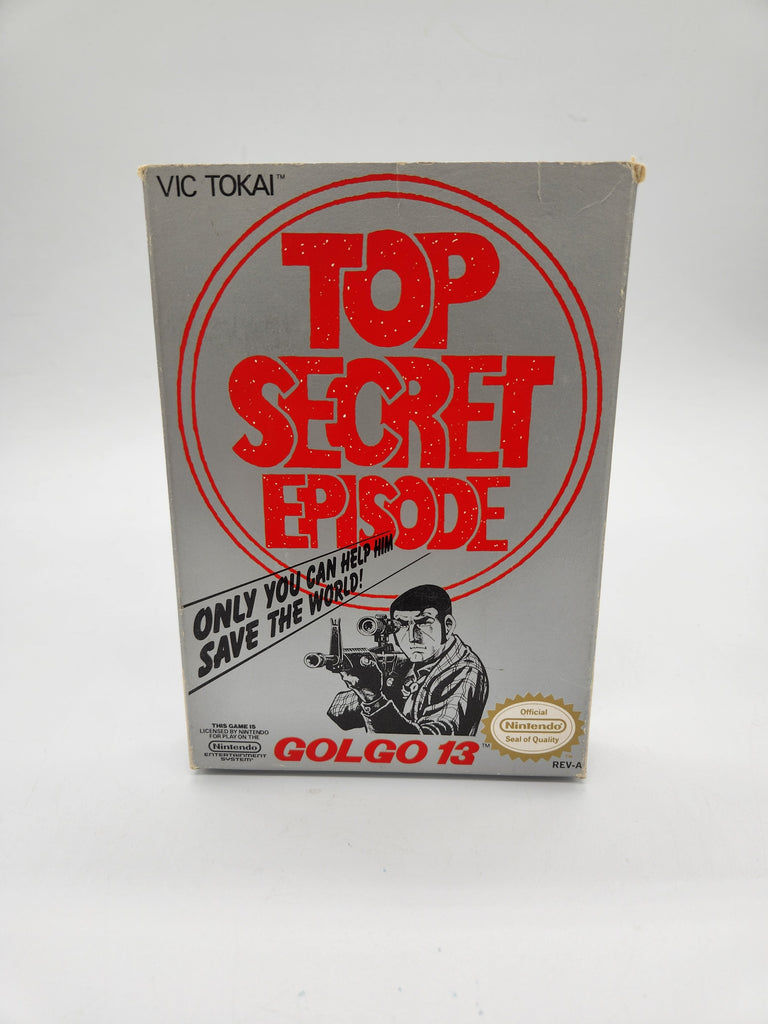 VIC TOKAI™
TOP
SECRET
EPISODE
ONLY YOU CAN HELP HIM
SAVE THE WORLD!
THIS GAME IS
LICENSED BY NINTENDO
FOR PLAY ON THE
Nintendo
ENTERTAINMENT
SYSTEM
GOLGO 13™
Official
Nintendo
Seal of Quality
REV-A